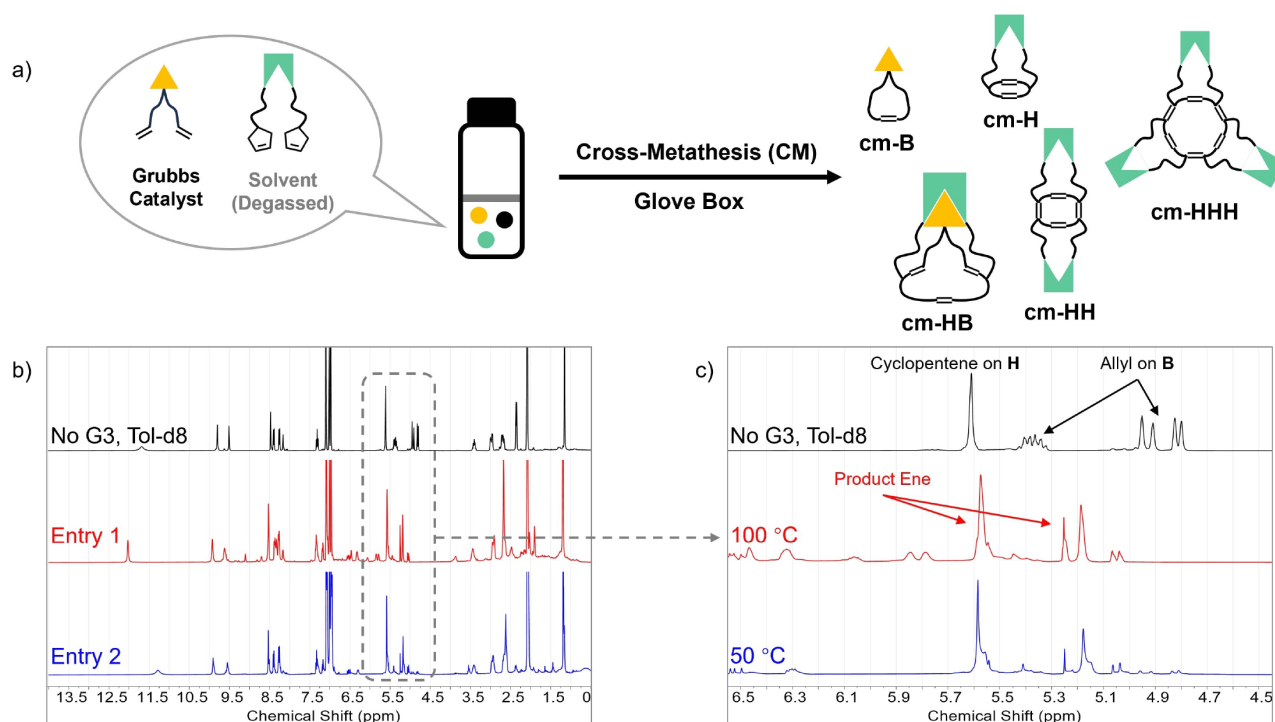 a)
Grubbs
Catalyst
Solvent
(Degassed)
Cross-Metathesis (CM)
Glove Box
cm-B
cm-H
cm-HB
cm-HH
cm-HHH
b)
No G3, Tol-d8
Entry 1
Entry 2
13.5 12.5 11.5 10.5 9.5 8.5 7.5 6.5 5.5 4.5 3.5 2.5 1.5 0
Chemical Shift (ppm)
c)
Cyclopentene on H
Allyl on B
No G3, Tol-d8
Product Ene
100 °C
50 °C
6.5 6.3 6.1 5.9 5.7 5.5 5.3 5.1 4.9 4.7 4.5
Chemical Shift (ppm)